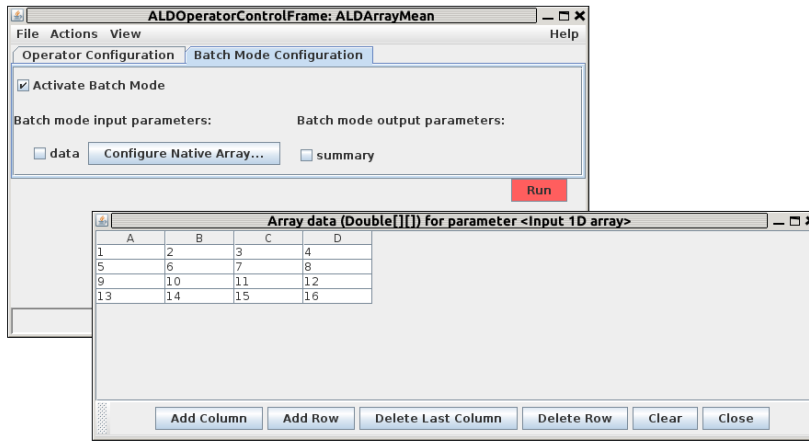 ALDOperatorControlFrame: ALDArrayMean
File Actions View Help
Operator Configuration Batch Mode Configuration
Activate Batch Mode
Batch mode input parameters: Batch mode output parameters:
data Configure Native Array... summary
Run
Array data (Double[][]) for parameter <Input 1D array>
A B C D
1 2 3 4
5 6 7 8
9 10 11 12
13 14 15 16
Add Column Add Row Delete Last Column Delete Row Clear Close